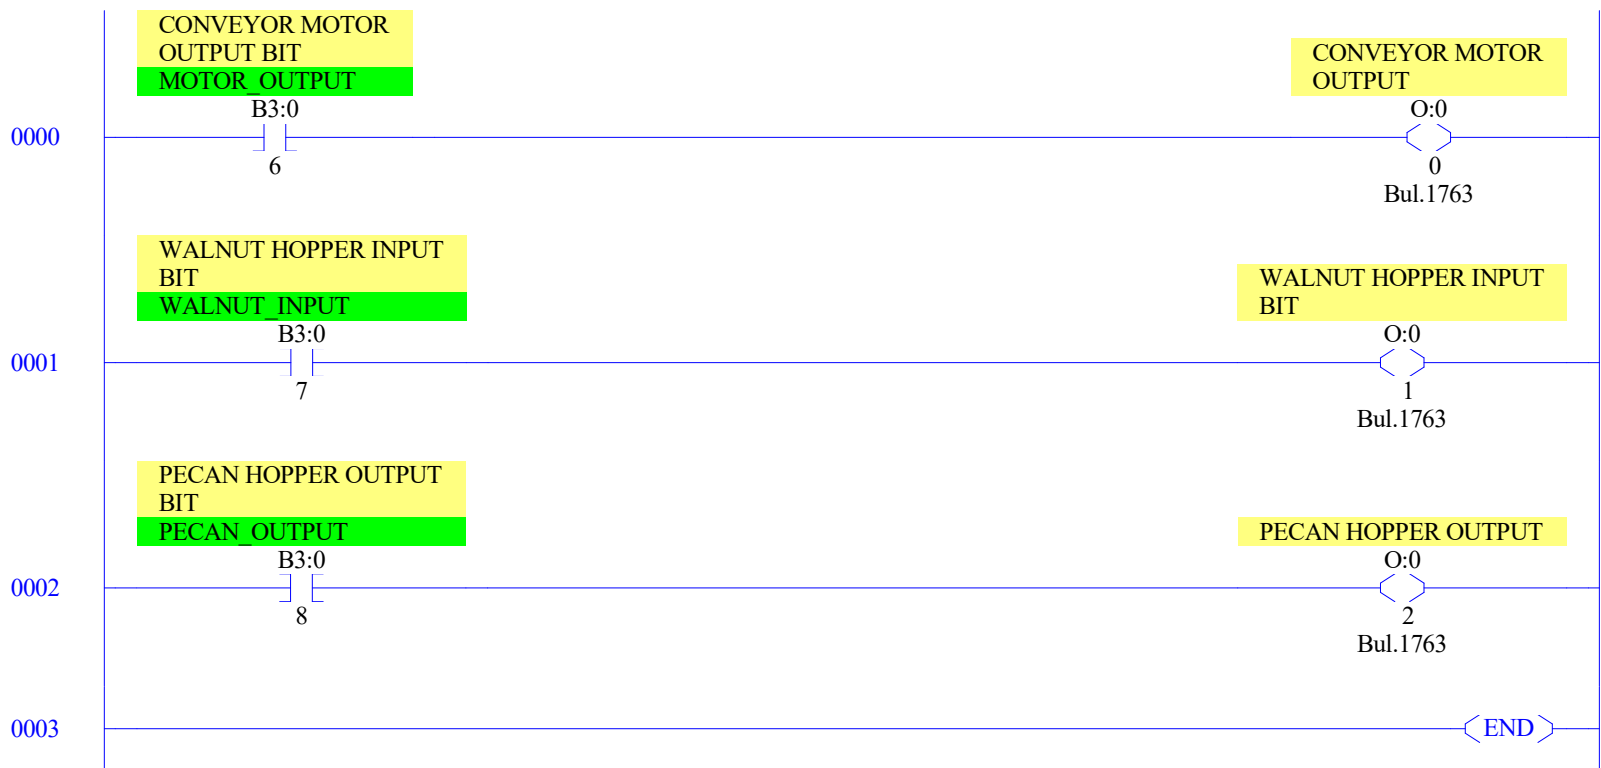 CONVEYOR MOTOR
OUTPUT BIT
MOTOR_OUTPUT
B3:0
6
CONVEYOR MOTOR
OUTPUT
O:0
0
Bul.1763
0000
WALNUT HOPPER INPUT
BIT
WALNUT_INPUT
B3:0
7
WALNUT HOPPER INPUT
BIT
O:0
1
Bul.1763
0001
PECAN HOPPER OUTPUT
BIT
PECAN_OUTPUT
B3:0
8
PECAN HOPPER OUTPUT
O:0
2
Bul.1763
0002
0003
END